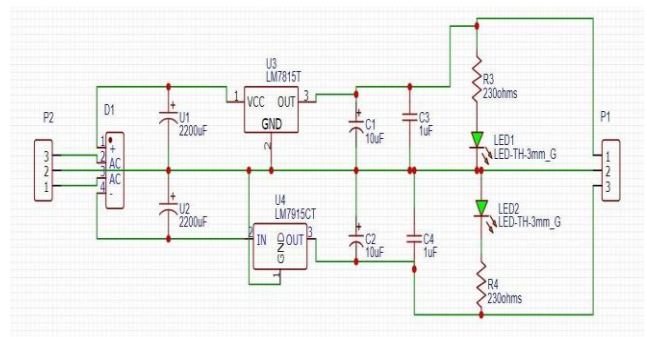 U3
LM7815T
1 VCC OUT 3
GND
2
P2
3
2
1
D1
1 +
2 AC
3 AC
4 -
U1
2200uF
U2
2200uF
U4
LM7915CT
2 IN OUT 3
GND
1
C1
10uF
C3
1uF
C2
10uF
C4
1uF
R3
230ohms
LED1
LED-TH-3mm_G
LED2
LED-TH-3mm_G
R4
230ohms
P1
1
2
3